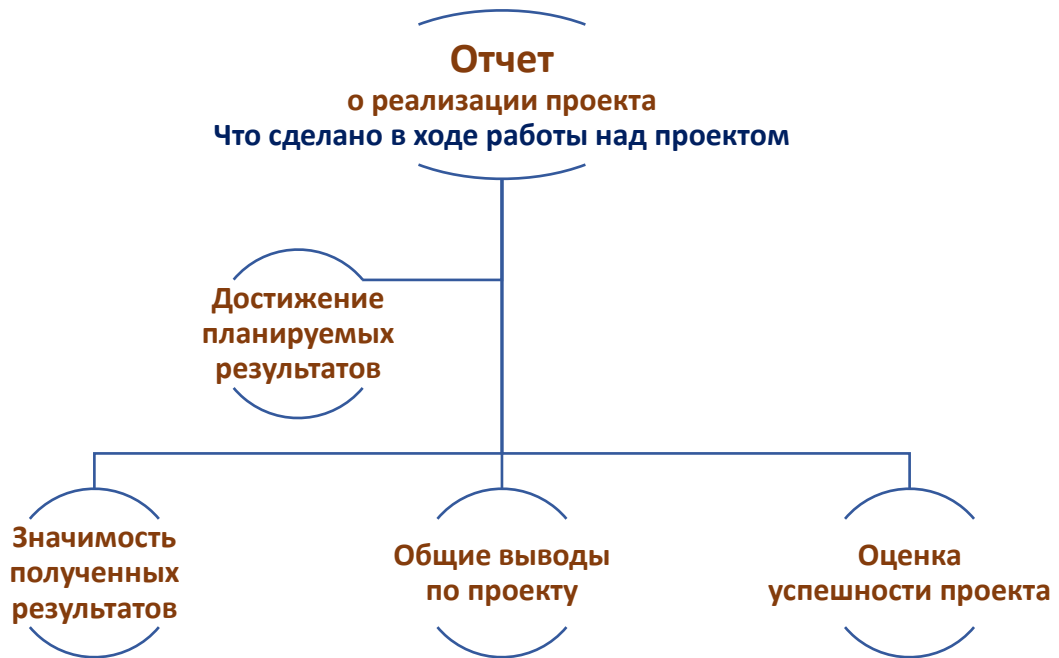 Отчет
о реализации проекта
Что сделано в ходе работы над проектом
Достижение
планируемых
результатов
Значимость
полученных
результатов
Общие выводы
по проекту
Оценка
успешности проекта